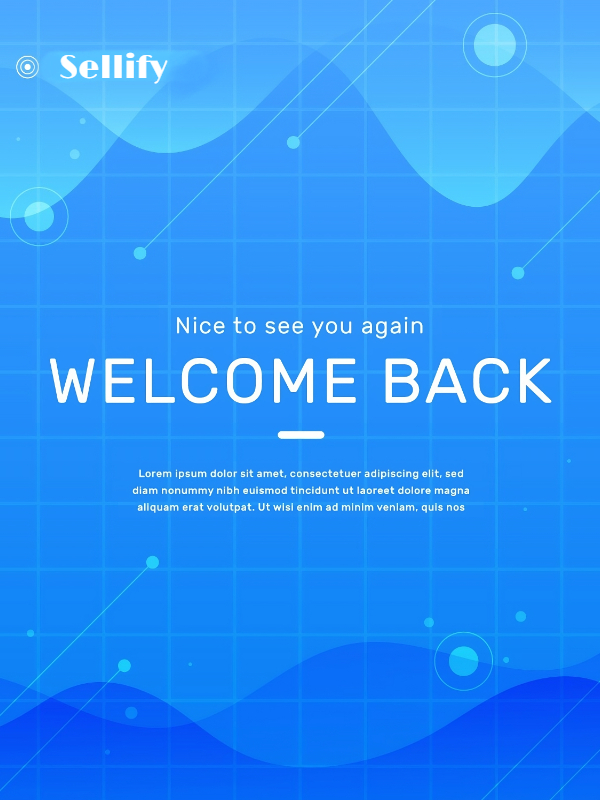 Sellify
Nice to see you again
WELCOME BACK
Lorem ipsum dolor sit amet, consectetuer adipiscing elit, sed
diam nonummy nibh euismod tincidunt ut laoreet dolore magna
aliquam erat volutpat. Ut wisi enim ad minim veniam, quis nos